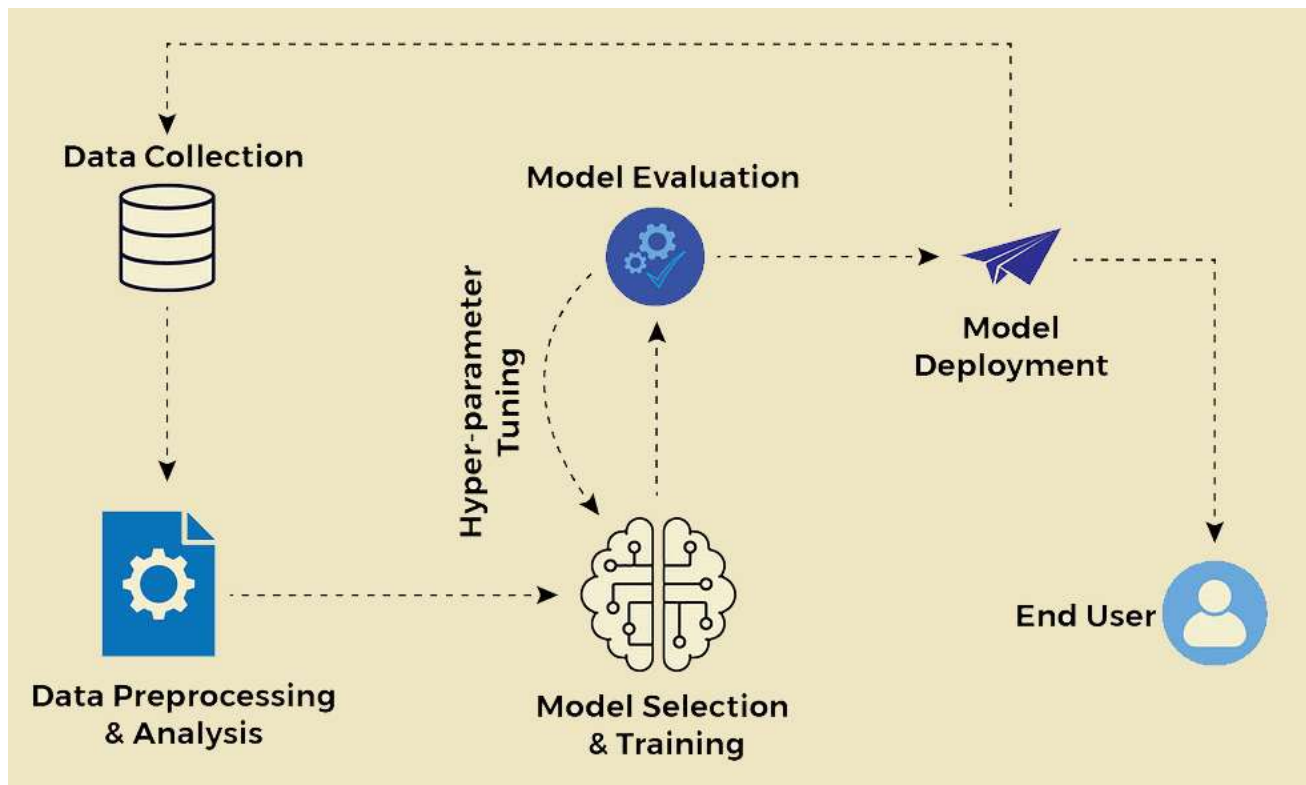 Data Collection
Model Evaluation
Hyper-parameter
Tuning
Model
Deployment
End User
Data Preprocessing
& Analysis
Model Selection
& Training